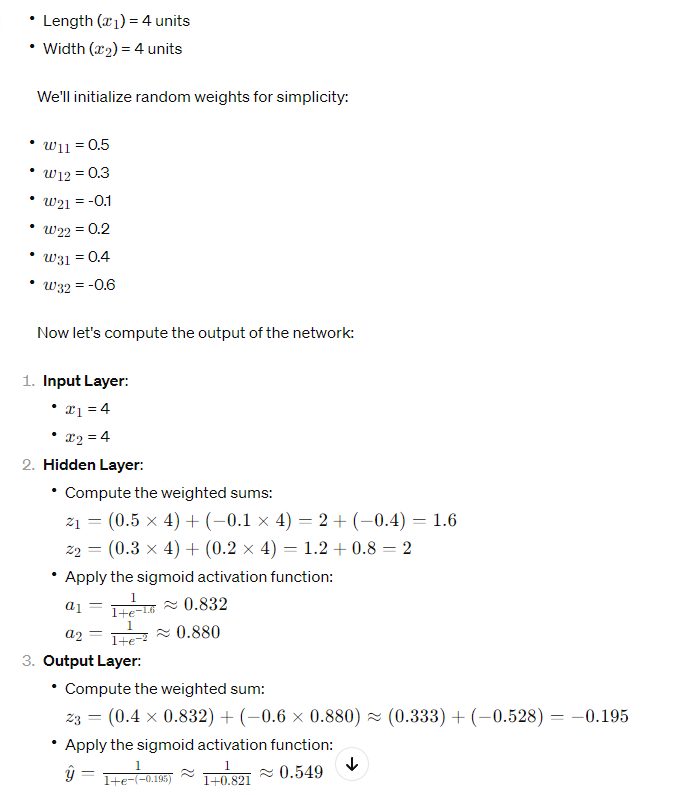 • Length (x₁) = 4 units
• Width (x₂) = 4 units
We'll initialize random weights for simplicity:
• w₁₁ = 0.5
• w₁₂ = 0.3
• w₂₁ = -0.1
• w₂₂ = 0.2
• w₃₁ = 0.4
• w₃₂ = -0.6
Now let's compute the output of the network:
1. Input Layer:
• x₁ = 4
• x₂ = 4
2. Hidden Layer:
• Compute the weighted sums:
z₁ = (0.5 × 4) + (−0.1 × 4) = 2 + (−0.4) = 1.6
z₂ = (0.3 × 4) + (0.2 × 4) = 1.2 + 0.8 = 2
• Apply the sigmoid activation function:
a₁ = 1/(1+e^−1.6) ≈ 0.832
a₂ = 1/(1+e^−2) ≈ 0.880
3. Output Layer:
• Compute the weighted sum:
z₃ = (0.4 × 0.832) + (−0.6 × 0.880) ≈ (0.333) + (−0.528) = −0.195
• Apply the sigmoid activation function:
ŷ = 1/(1+e^−(−0.195)) ≈ 1/(1+0.821) ≈ 0.549